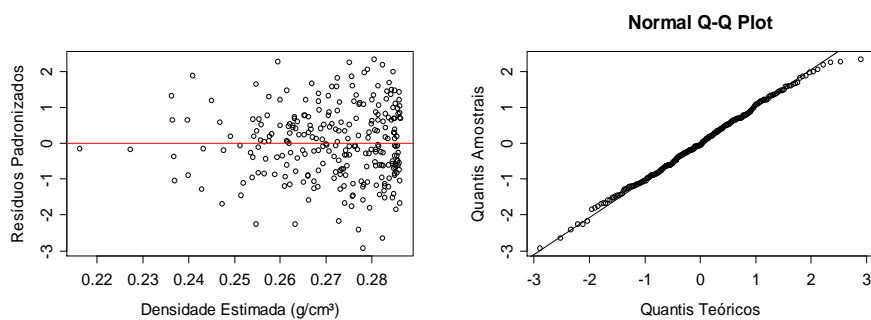 Normal Q-Q Plot
Resíduos Padronizados
2
1
0
-1
-2
-3
0.22 0.23 0.24 0.25 0.26 0.27 0.28
Densidade Estimada (g/cm³)
Quantis Amostrais
2
1
0
-1
-2
-3
-3 -2 -1 0 1 2 3
Quantis Teóricos